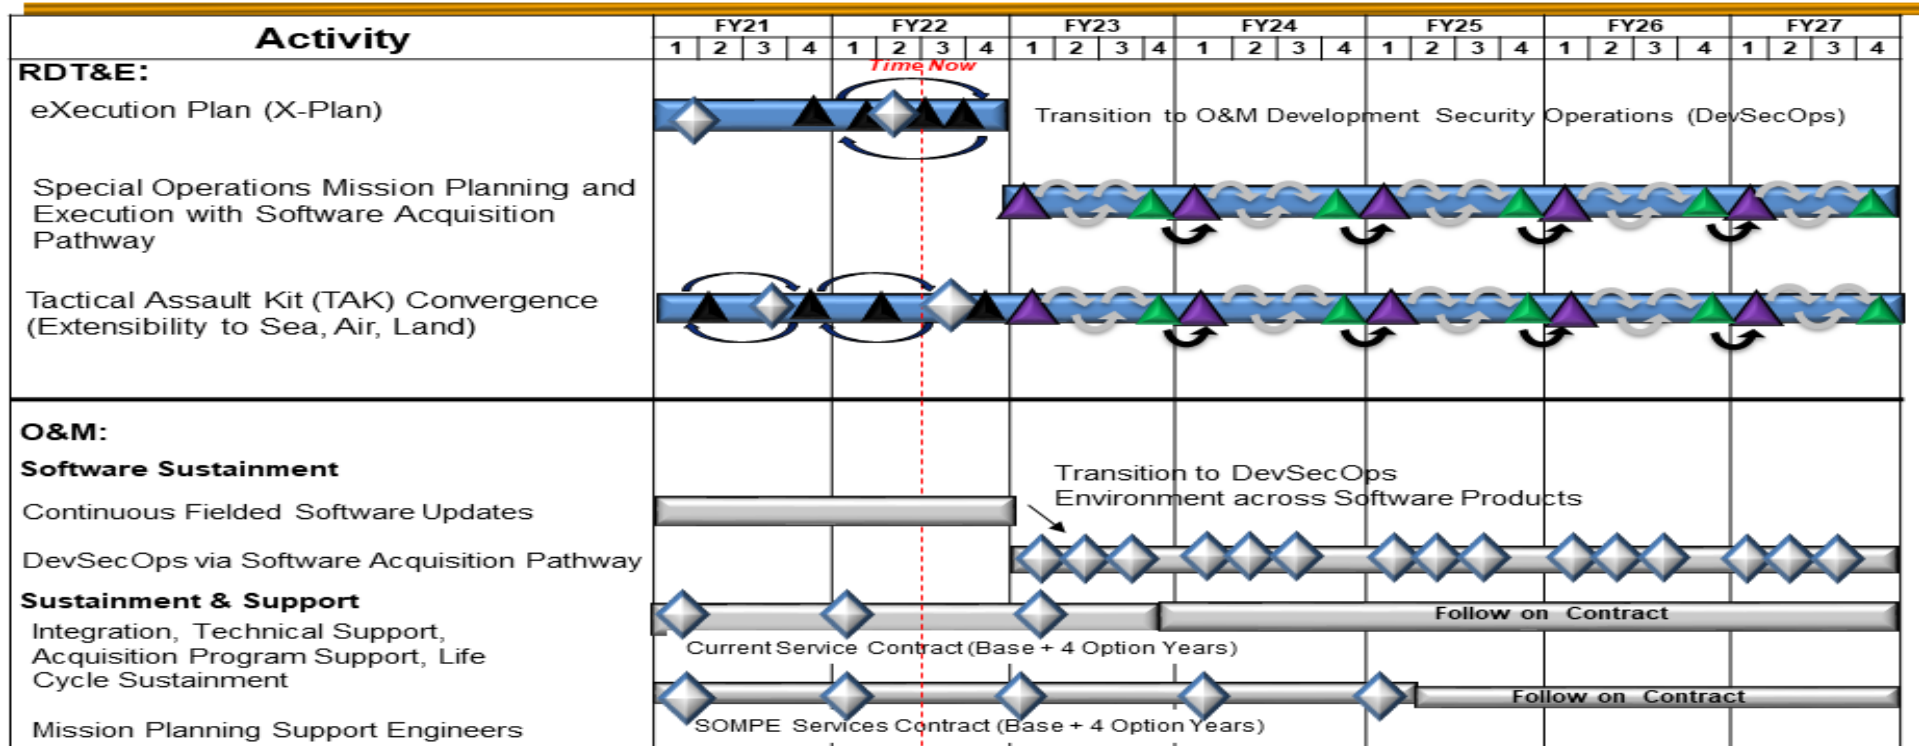 Activity
FY21 FY22 FY23 FY24 FY25 FY26 FY27
1 2 3 4 1 2 3 4 1 2 3 4 1 2 3 4 1 2 3 4 1 2 3 4 1 2 3 4
Time Now
RDT&E:
eXecution Plan (X-Plan)
Transition to O&M Development Security Operations (DevSecOps)
Special Operations Mission Planning and
Execution with Software Acquisition
Pathway
Tactical Assault Kit (TAK) Convergence
(Extensibility to Sea, Air, Land)
O&M:
Software Sustainment
Transition to DevSecOps
Environment across Software Products
Continuous Fielded Software Updates
DevSecOps via Software Acquisition Pathway
Sustainment & Support
Follow on Contract
Integration, Technical Support,
Acquisition Program Support, Life
Cycle Sustainment
Current Service Contract (Base + 4 Option Years)
Follow on Contract
Mission Planning Support Engineers
SOMPE Services Contract (Base + 4 Option Years)